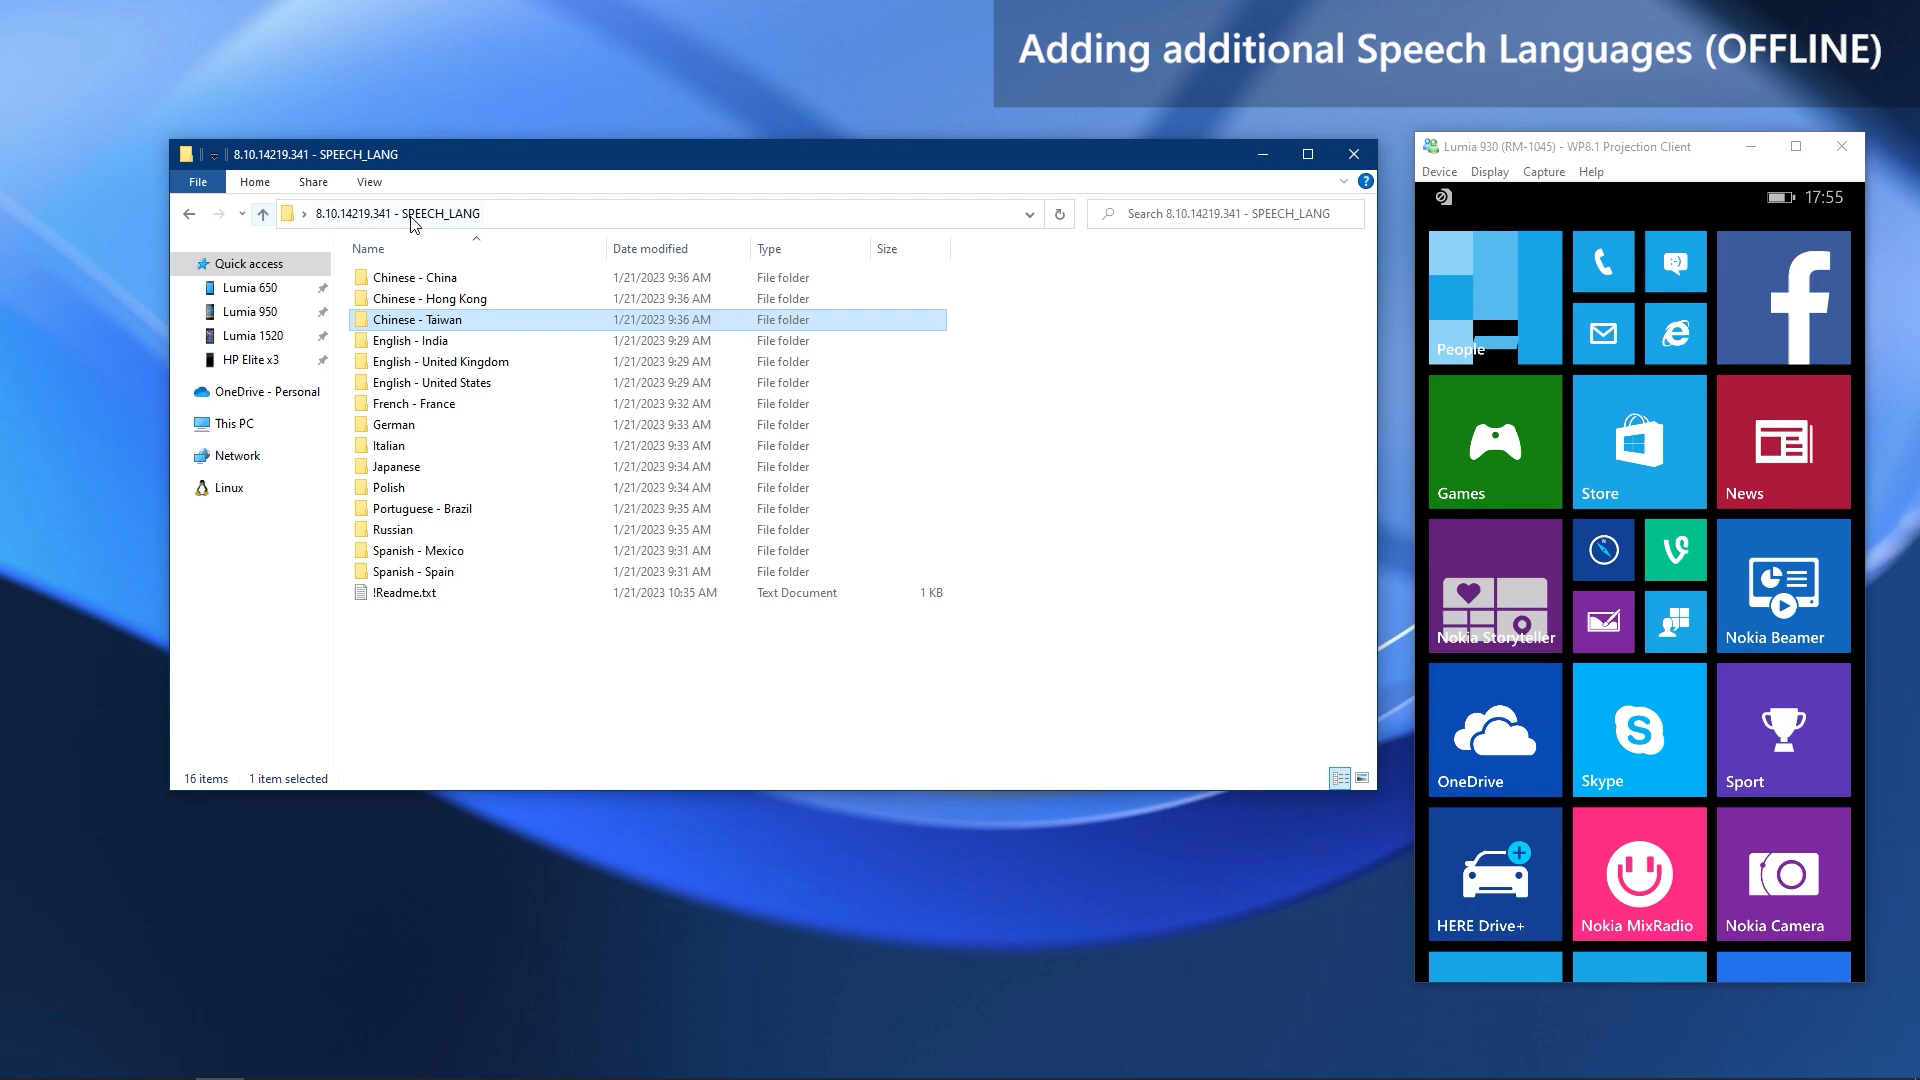 Adding additional Speech Languages (OFFLINE)
8.10.14219.341 - SPEECH_LANG
File Home Share View
8.10.14219.341 - SPEECH_LANG
Search 8.10.14219.341 - SPEECH_LANG
Quick access
Lumia 650
Lumia 950
Lumia 1520
HP Elite x3
OneDrive - Personal
This PC
Network
Linux
Name Date modified Type Size
Chinese - China 1/21/2023 9:36 AM File folder
Chinese - Hong Kong 1/21/2023 9:36 AM File folder
Chinese - Taiwan 1/21/2023 9:36 AM File folder
English - India 1/21/2023 9:29 AM File folder
English - United Kingdom 1/21/2023 9:29 AM File folder
English - United States 1/21/2023 9:29 AM File folder
French - France 1/21/2023 9:32 AM File folder
German 1/21/2023 9:33 AM File folder
Italian 1/21/2023 9:33 AM File folder
Japanese 1/21/2023 9:34 AM File folder
Polish 1/21/2023 9:34 AM File folder
Portuguese - Brazil 1/21/2023 9:35 AM File folder
Russian 1/21/2023 9:35 AM File folder
Spanish - Mexico 1/21/2023 9:31 AM File folder
Spanish - Spain 1/21/2023 9:31 AM File folder
!Readme.txt 1/21/2023 10:35 AM Text Document 1 KB
16 items 1 item selected
Lumia 930 (RM-1045) - WP8.1 Projection Client
Device Display Capture Help
17:55
People
Games Store News
Nokia Storyteller Nokia Beamer
OneDrive Skype Sport
HERE Drive+ Nokia MixRadio Nokia Camera